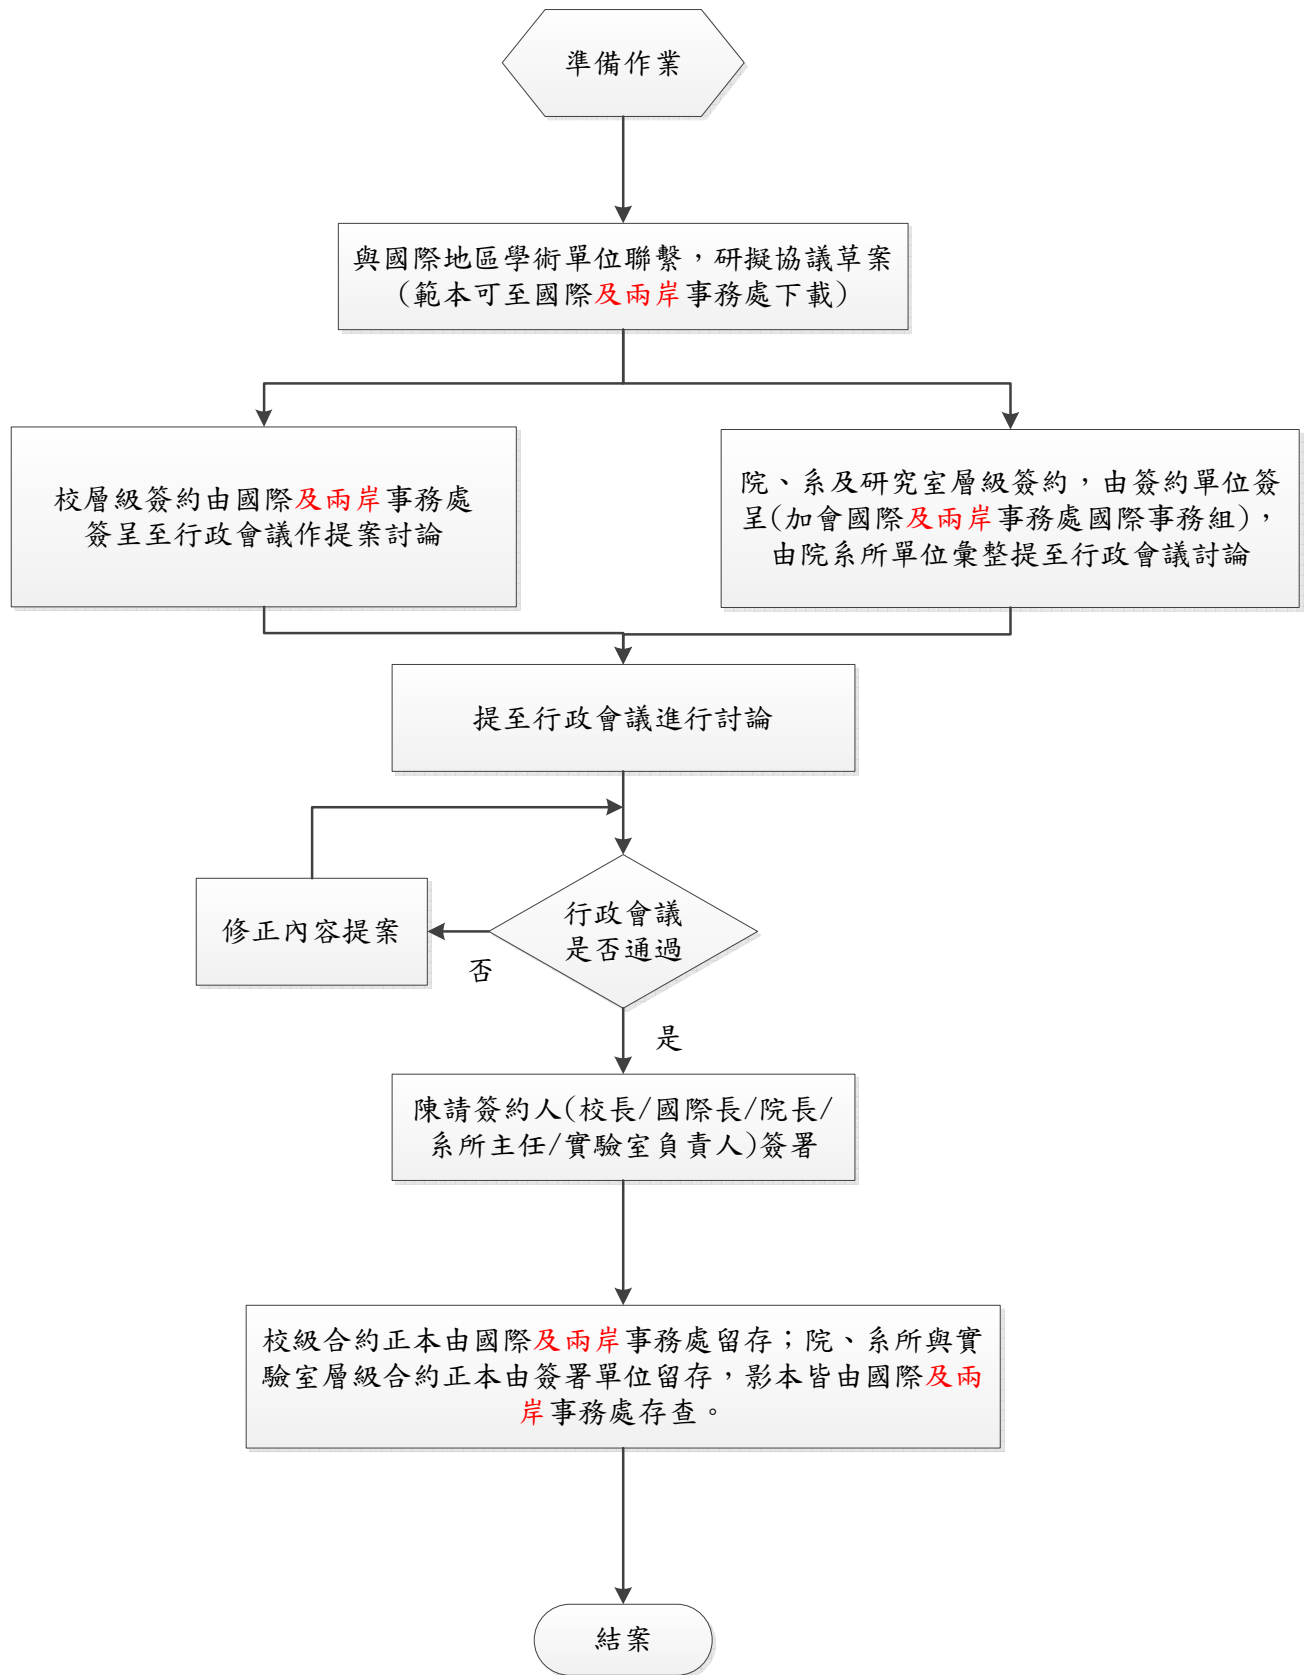 準備作業
與國際地區學術單位聯繫，研擬協議草案
(範本可至國際及兩岸事務處下載)
校層級簽約由國際及兩岸事務處
簽呈至行政會議作提案討論
院、系及研究室層級簽約，由簽約單位簽
呈(加會國際及兩岸事務處國際事務組)，
由院系所單位彙整提至行政會議討論
提至行政會議進行討論
行政會議
是否通過
修正內容提案
否
是
陳請簽約人(校長/國際長/院長/
系所主任/實驗室負責人)簽署
校級合約正本由國際及兩岸事務處留存；院、系所與實
驗室層級合約正本由簽署單位留存，影本皆由國際及兩
岸事務處存查。
結案